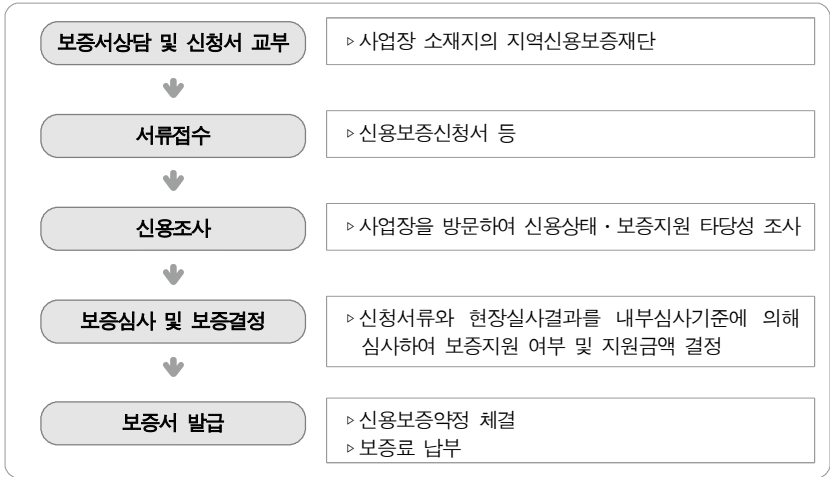 보증서상담 및 신청서 교부
▹사업장 소재지의 지역신용보증재단
서류접수
▹신용보증신청서 등
신용조사
▹사업장을 방문하여 신용상태·보증지원 타당성 조사
보증심사 및 보증결정
▹신청서류와 현장실사결과를 내부심사기준에 의해
심사하여 보증지원 여부 및 지원금액 결정
보증서 발급
▹신용보증약정 체결
▹보증료 납부